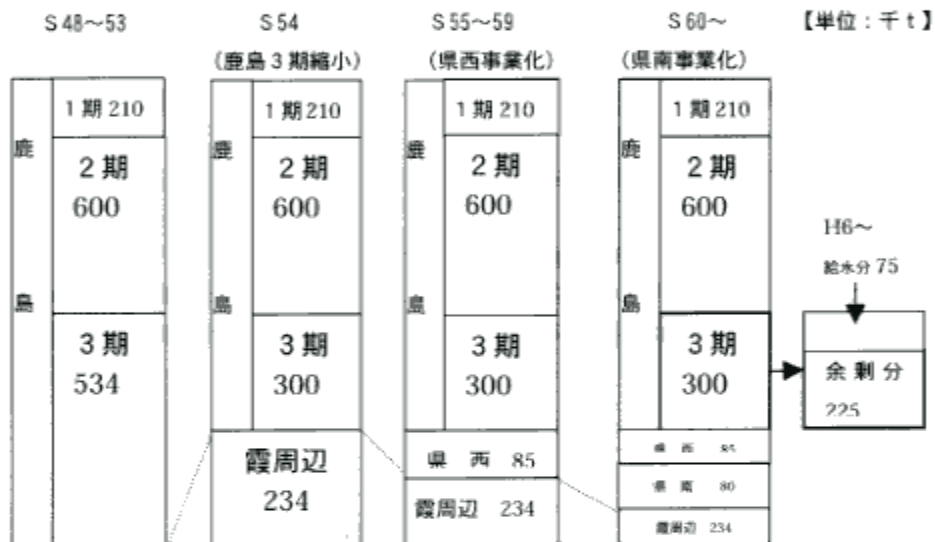 S48～53
S54
S55～59
S60～
【単位：千t】
（鹿島3期縮小）
（県西事業化）
（県南事業化）
鹿島
1期 210
2期
600
3期
534
鹿島
1期 210
2期
600
3期
300
霞周辺
234
鹿島
1期 210
2期
600
3期
300
県西 85
霞周辺 234
鹿島
1期 210
2期
600
3期
300
県西 85
県南 80
霞周辺 234
H6～
給水分 75
余剰分
225